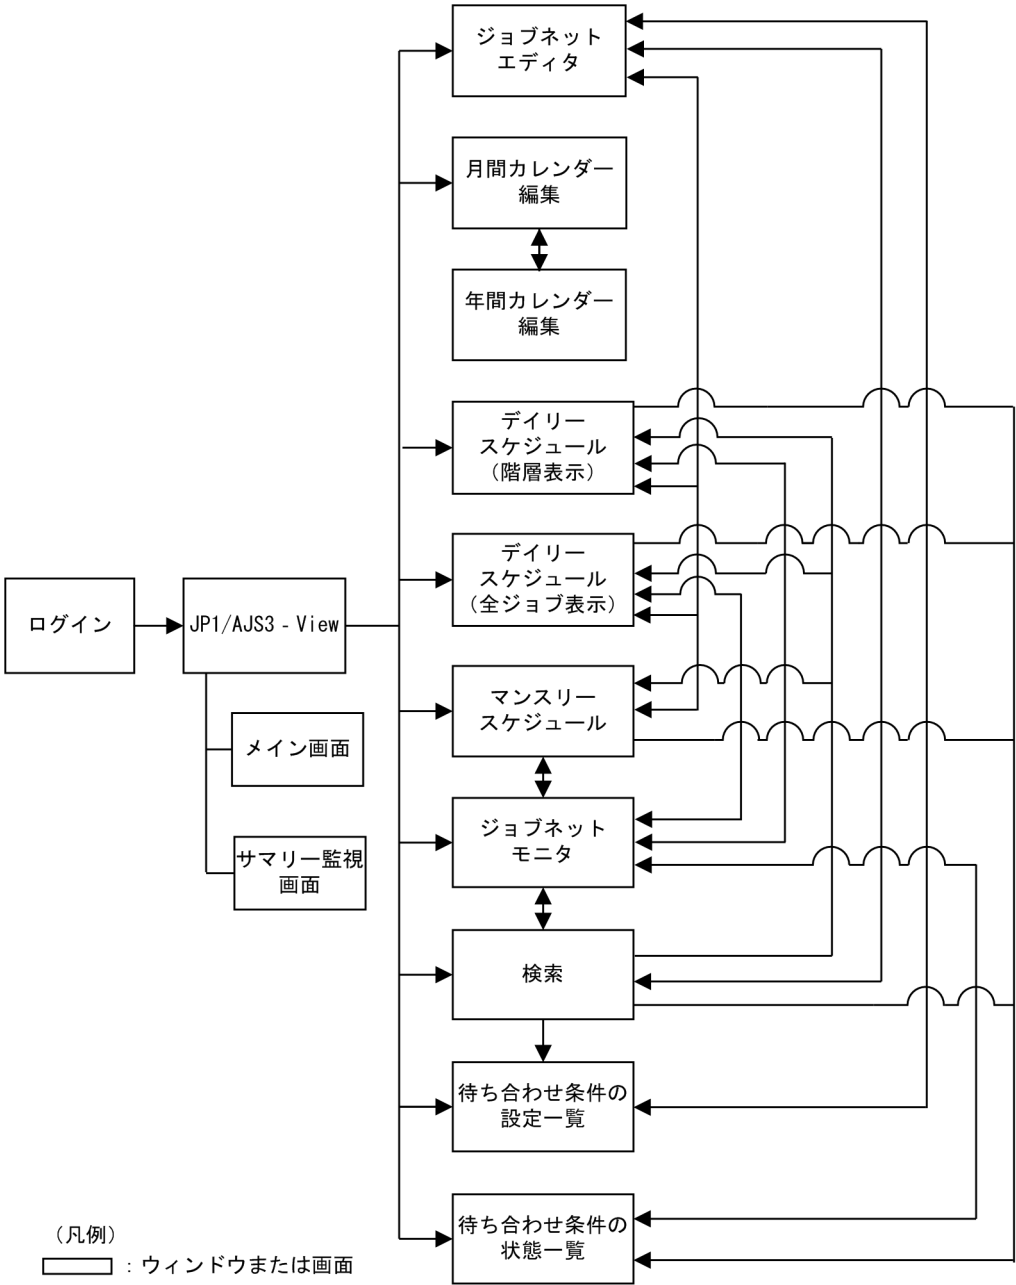 ジョブネット
エディタ
月間カレンダー
編集
年間カレンダー
編集
デイリー
スケジュール
（階層表示）
デイリー
スケジュール
（全ジョブ表示）
ログイン
JP1/AJS3 - View
メイン画面
サマリー監視
画面
マンスリー
スケジュール
ジョブネット
モニタ
検索
待ち合わせ条件の
設定一覧
待ち合わせ条件の
状態一覧
（凡例）
：ウィンドウまたは画面